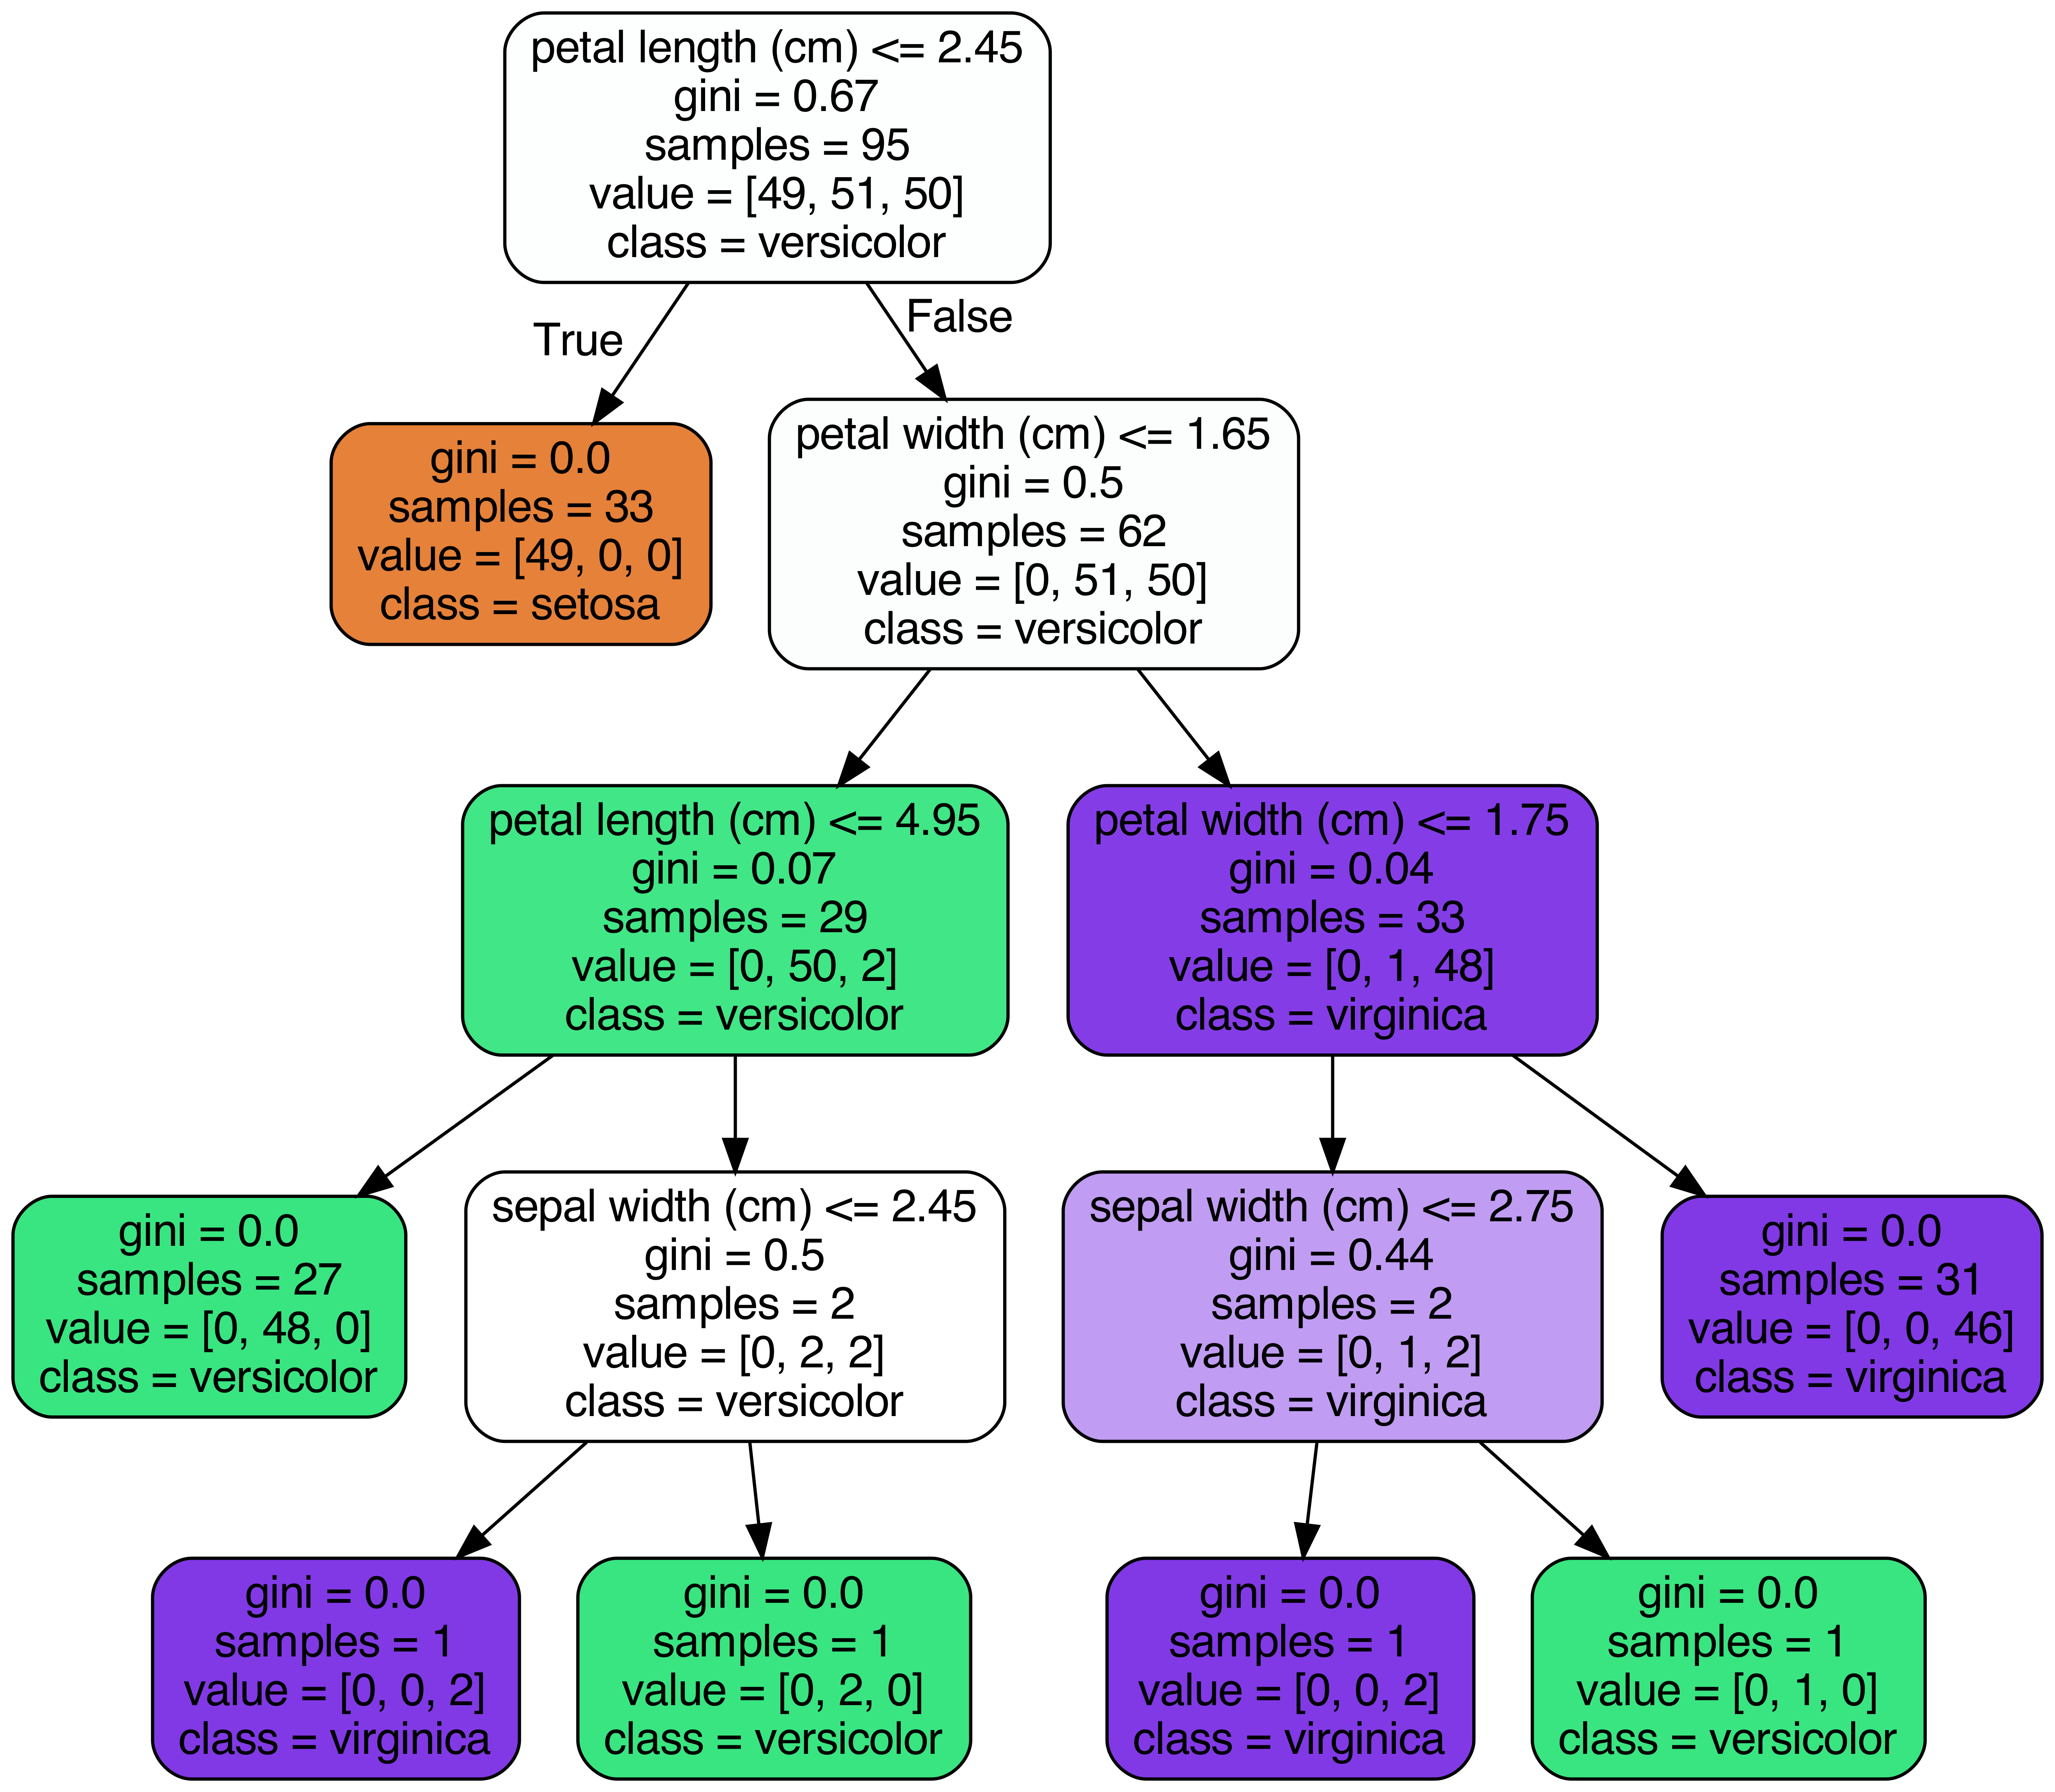 petal length (cm) <= 2.45
gini = 0.67
samples = 95
value = [49, 51, 50]
class = versicolor
True
False
gini = 0.0
samples = 33
value = [49, 0, 0]
class = setosa
petal width (cm) <= 1.65
gini = 0.5
samples = 62
value = [0, 51, 50]
class = versicolor
petal length (cm) <= 4.95
gini = 0.07
samples = 29
value = [0, 50, 2]
class = versicolor
petal width (cm) <= 1.75
gini = 0.04
samples = 33
value = [0, 1, 48]
class = virginica
gini = 0.0
samples = 27
value = [0, 48, 0]
class = versicolor
sepal width (cm) <= 2.45
gini = 0.5
samples = 2
value = [0, 2, 2]
class = versicolor
sepal width (cm) <= 2.75
gini = 0.44
samples = 2
value = [0, 1, 2]
class = virginica
gini = 0.0
samples = 31
value = [0, 0, 46]
class = virginica
gini = 0.0
samples = 1
value = [0, 0, 2]
class = virginica
gini = 0.0
samples = 1
value = [0, 2, 0]
class = versicolor
gini = 0.0
samples = 1
value = [0, 0, 2]
class = virginica
gini = 0.0
samples = 1
value = [0, 1, 0]
class = versicolor